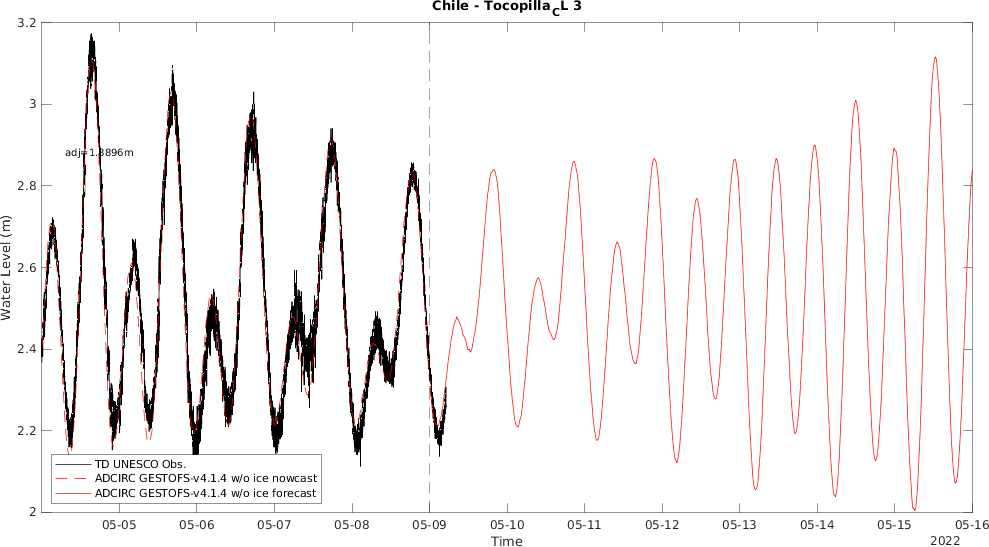 Chile - Tocopilla_CL 3
3.2
3
2.8
2.6
2.4
2.2
2
Water Level (m)
adj=1.8896m
TD UNESCO Obs.
ADCIRC GESTOFS-v4.1.4 w/o ice nowcast
ADCIRC GESTOFS-v4.1.4 w/o ice forecast
05-05 05-06 05-07 05-08 05-09 05-10 05-11 05-12 05-13 05-14 05-15 05-16
Time
2022